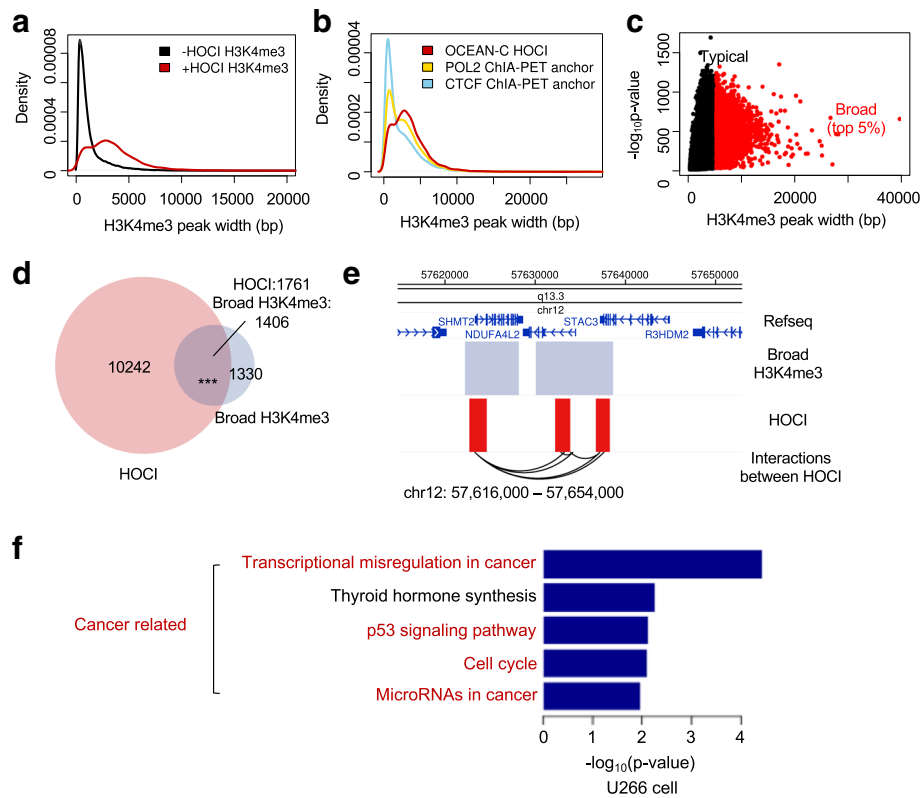 a
Density
0.00008
0.0004
0
-HOCI H3K4me3
+HOCI H3K4me3
0 5000 10000 15000 20000
H3K4me3 peak width (bp)
b
Density
0.00004
0.0002
0
OCEAN-C HOCI
POL2 ChIA-PET anchor
CTCF ChIA-PET anchor
0 10000 20000
H3K4me3 peak width (bp)
c
-log10p-value
1500
1000
500
0
Typical
Broad
(top 5%)
0 20000 40000
H3K4me3 peak width (bp)
d
HOCI:1761
Broad H3K4me3:
1406
10242
1330
***
Broad H3K4me3
HOCI
e
57620000 57630000 57640000 57650000
q13.3
chr12
SHMT2 STAC3
NDUFA4L2 R3HDM2
Refseq
Broad
H3K4me3
HOCI
Interactions
between HOCI
chr12: 57,616,000 – 57,654,000
f
Cancer related
Transcriptional misregulation in cancer
Thyroid hormone synthesis
p53 signaling pathway
Cell cycle
MicroRNAs in cancer
0 1 2 3 4
-log10(p-value)
U266 cell